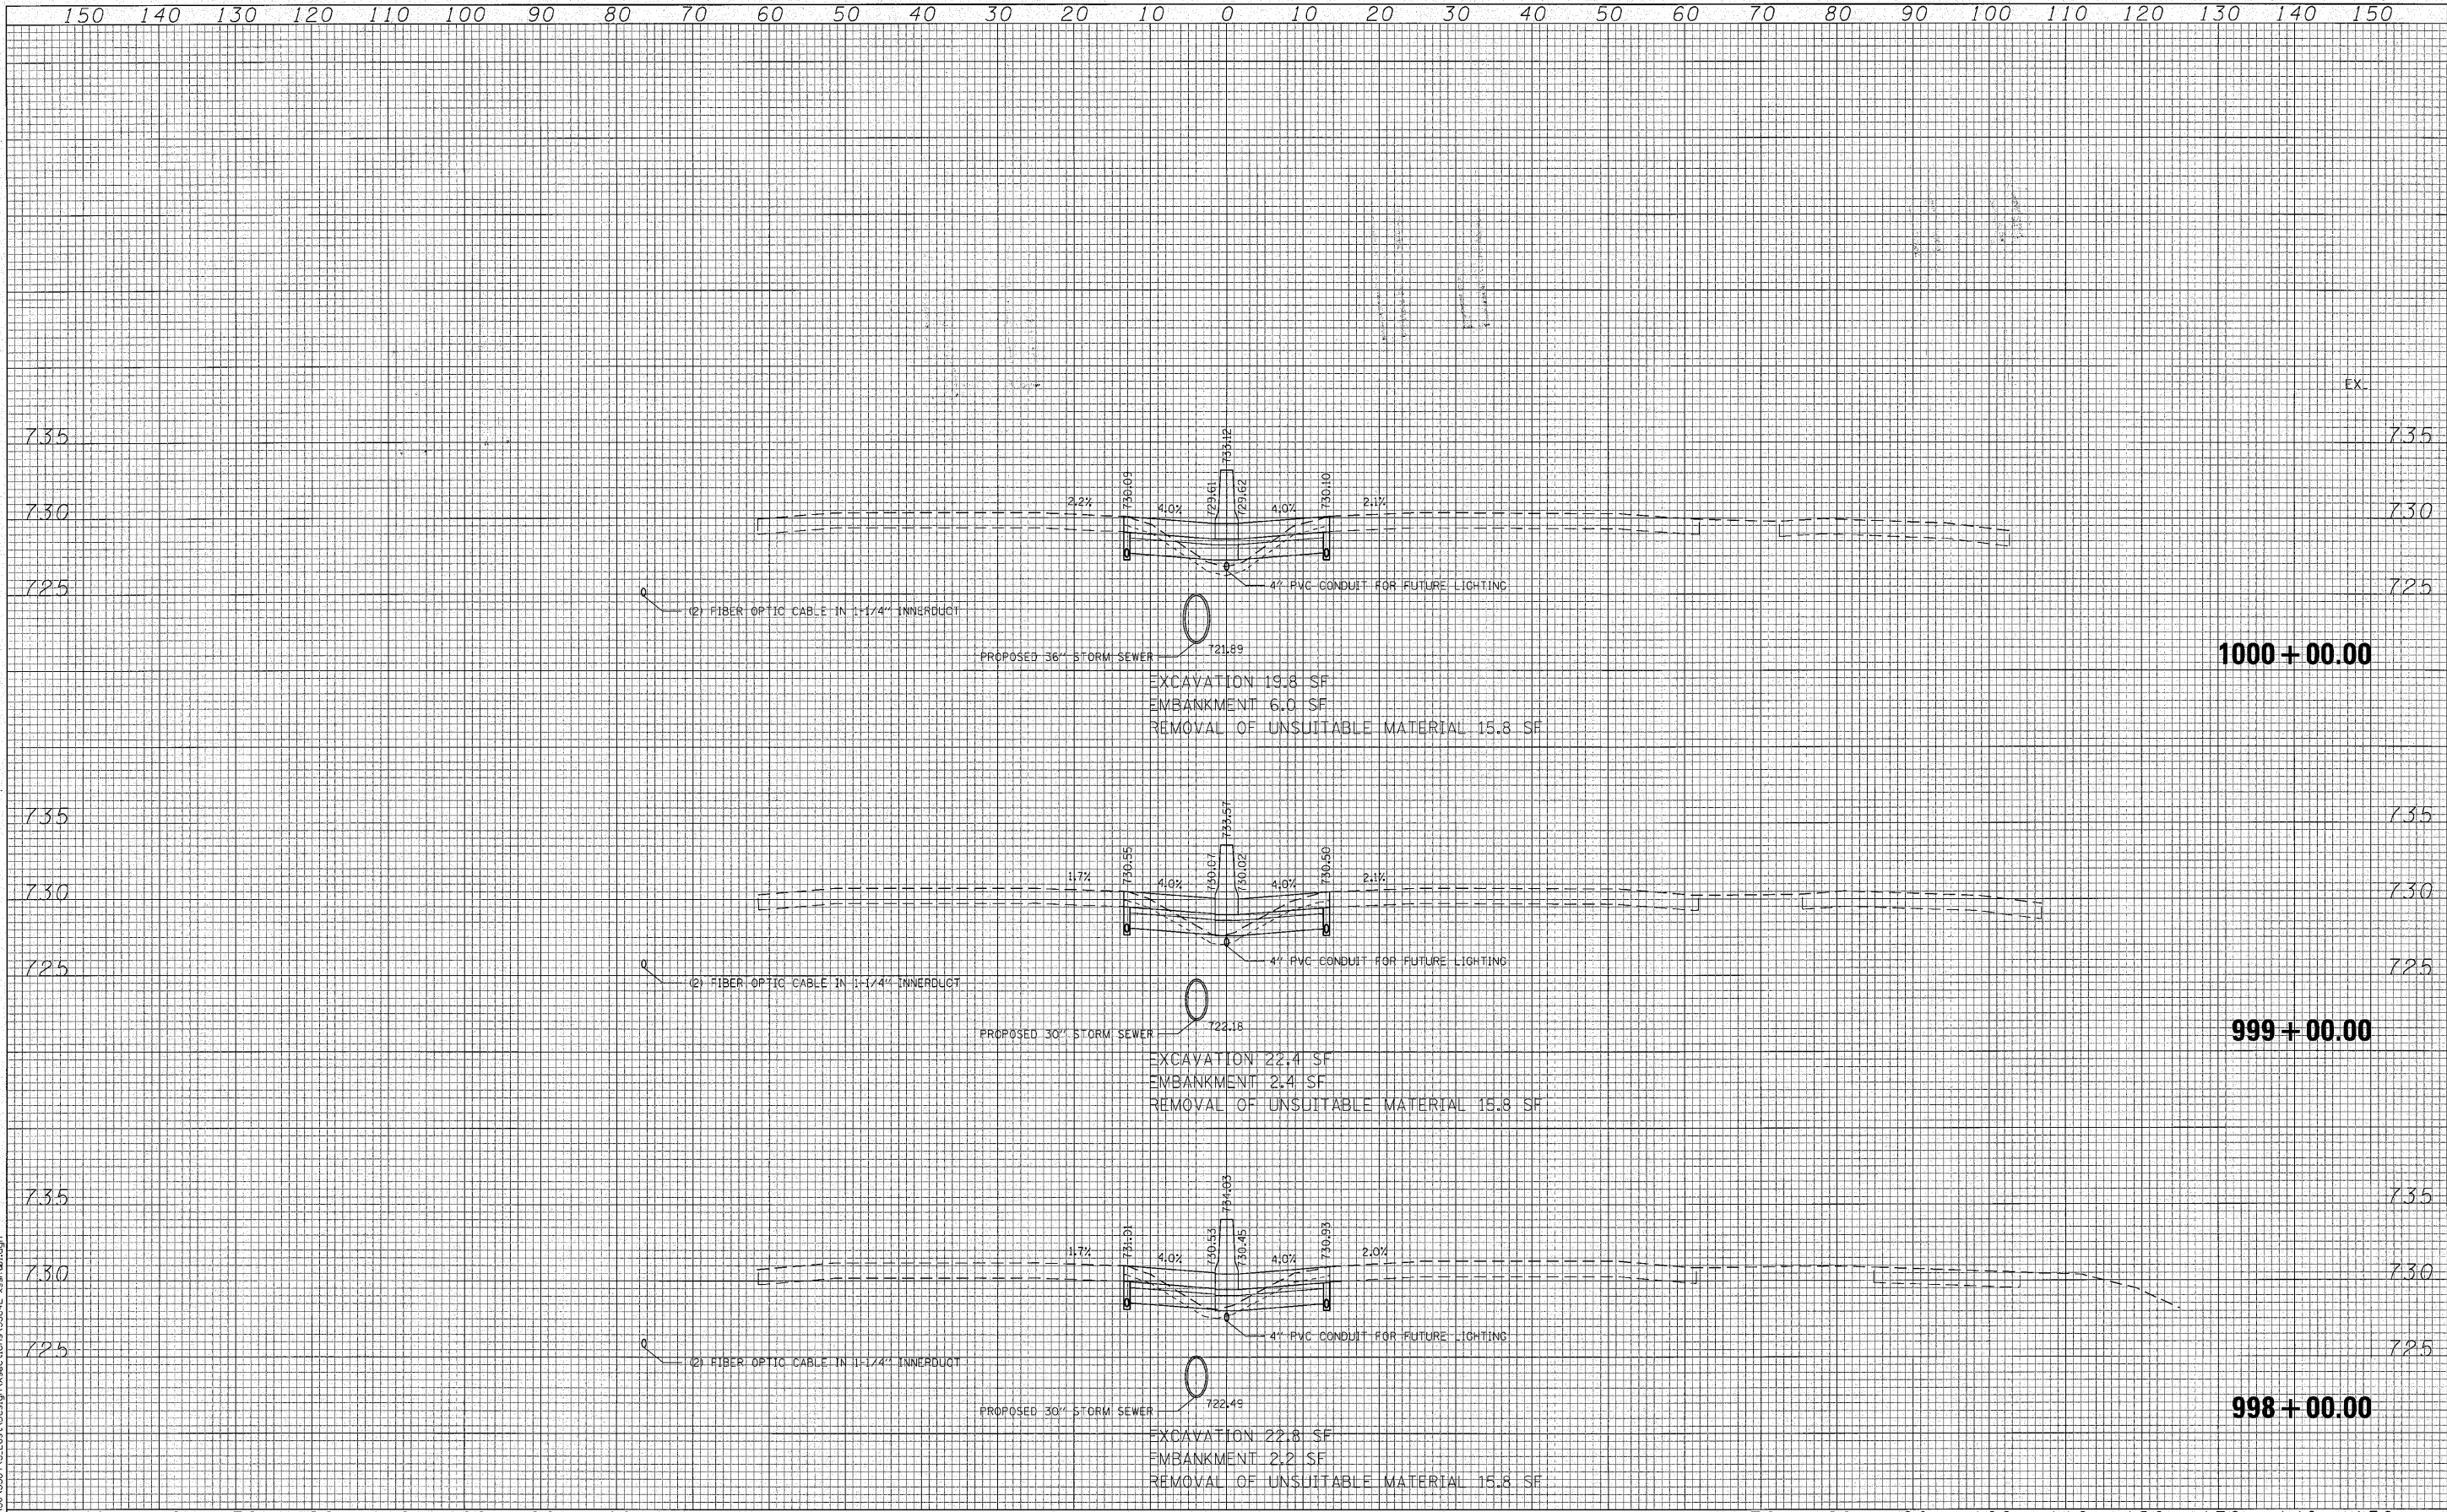 150 140 130 120 110 100 90 80 70 60 50 40 30 20 10 0 10 20 30 40 50 60 70 80 90 100 110 120 130 140 150
EX.
735 735
733.12
730.09 729.61 729.62 730.10
2.2% 4.0% 4.0% 2.1%
730 730
4" PVC CONDUIT FOR FUTURE LIGHTING
725 725
(2) FIBER OPTIC CABLE IN 1-1/4" INNERDUCT
721.89
PROPOSED 36" STORM SEWER
1000+00.00
EXCAVATION 19.8 SF
EMBANKMENT 6.0 SF
REMOVAL OF UNSUITABLE MATERIAL 15.8 SF
735 735
733.57
730.55 730.07 730.02 730.50
1.7% 4.0% 4.0% 2.1%
730 730
4" PVC CONDUIT FOR FUTURE LIGHTING
725 725
(2) FIBER OPTIC CABLE IN 1-1/4" INNERDUCT
722.18
PROPOSED 30" STORM SEWER
999+00.00
EXCAVATION 22.4 SF
EMBANKMENT 2.4 SF
REMOVAL OF UNSUITABLE MATERIAL 15.8 SF
735 735
734.03
731.01 730.53 730.45 730.93
1.7% 4.0% 4.0% 2.0%
730 730
4" PVC CONDUIT FOR FUTURE LIGHTING
725 725
(2) FIBER OPTIC CABLE IN 1-1/4" INNERDUCT
722.49
PROPOSED 30" STORM SEWER
998+00.00
EXCAVATION 22.8 SF
EMBANKMENT 2.2 SF
REMOVAL OF UNSUITABLE MATERIAL 15.8 SF